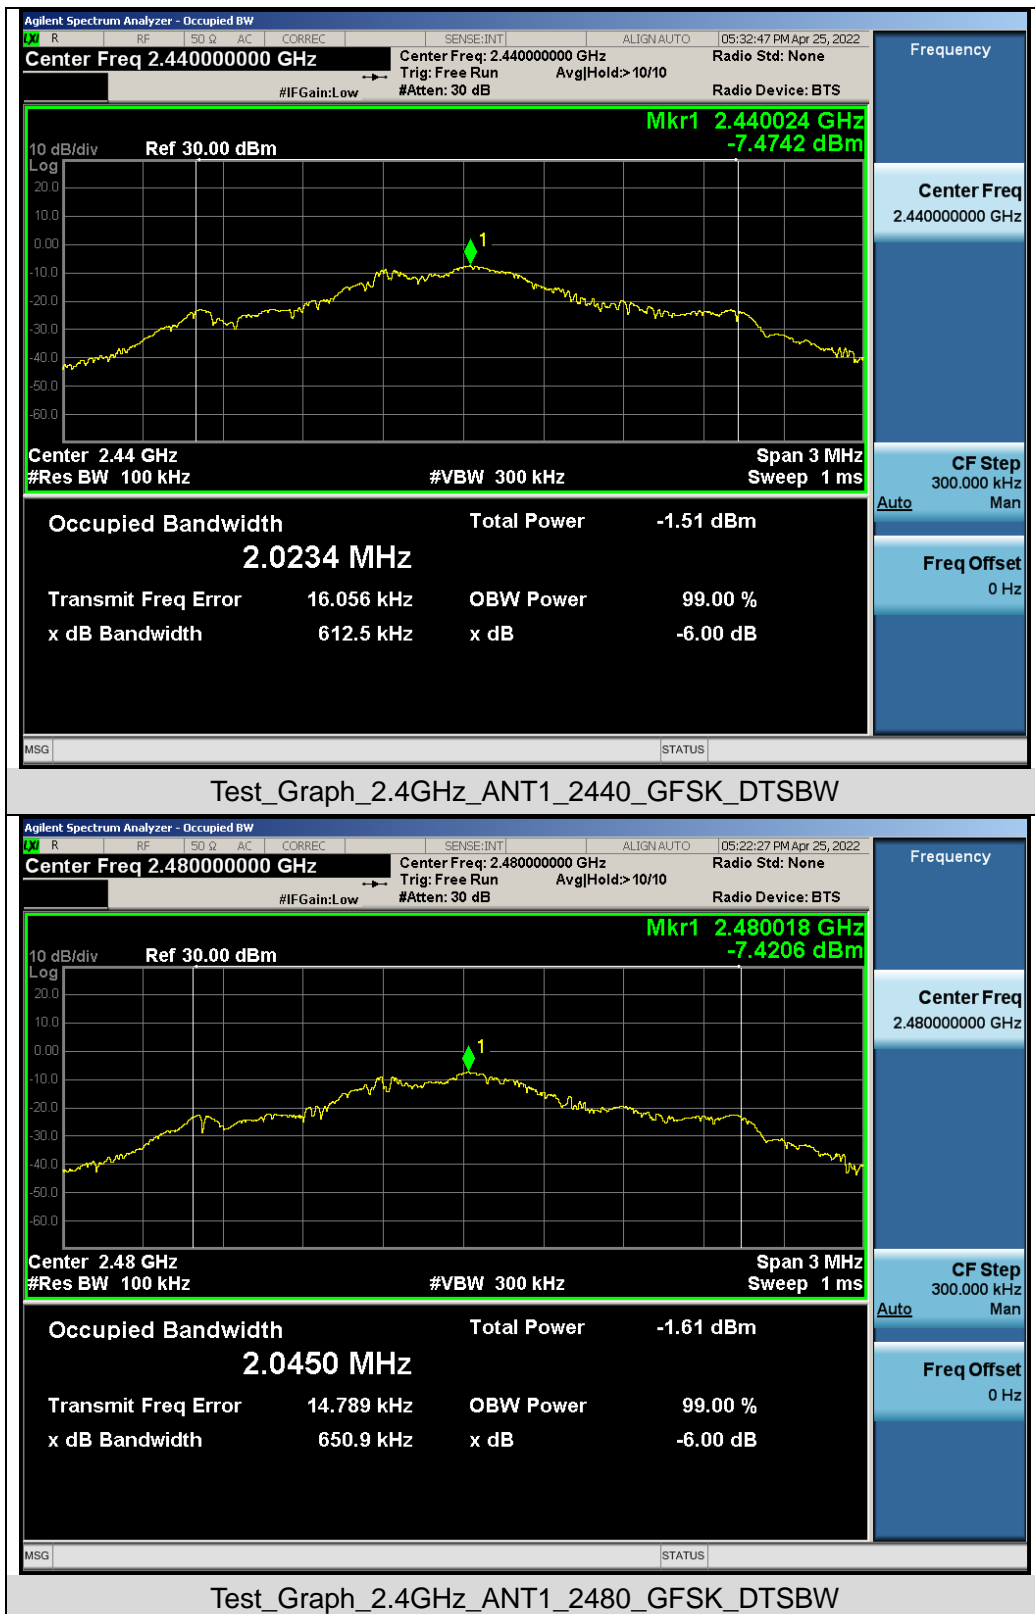 Agilent Spectrum Analyzer - Occupied BW
LXI R RF 50 Ω AC CORREC SENSE:INT ALIGN AUTO 05:32:47 PM Apr 25, 2022
Center Freq 2.440000000 GHz
Center Freq: 2.440000000 GHz Radio Std: None
Trig: Free Run Avg|Hold:> 10/10
#IFGain:Low #Atten: 30 dB Radio Device: BTS
Frequency
Mkr1 2.440024 GHz
-7.4742 dBm
10 dB/div Ref 30.00 dBm
Log
20.0
10.0
0.00
-10.0
-20.0
-30.0
-40.0
-50.0
-60.0
1
Center 2.44 GHz Span 3 MHz
#Res BW 100 kHz #VBW 300 kHz Sweep 1 ms
Center Freq
2.440000000 GHz
CF Step
300.000 kHz
Auto Man
Freq Offset
0 Hz
Occupied Bandwidth Total Power -1.51 dBm
2.0234 MHz
Transmit Freq Error 16.056 kHz OBW Power 99.00 %
x dB Bandwidth 612.5 kHz x dB -6.00 dB
MSG STATUS
Test_Graph_2.4GHz_ANT1_2440_GFSK_DTSBW
Agilent Spectrum Analyzer - Occupied BW
LXI R RF 50 Ω AC CORREC SENSE:INT ALIGN AUTO 05:22:27 PM Apr 25, 2022
Center Freq 2.480000000 GHz
Center Freq: 2.480000000 GHz Radio Std: None
Trig: Free Run Avg|Hold:> 10/10
#IFGain:Low #Atten: 30 dB Radio Device: BTS
Frequency
Mkr1 2.480018 GHz
-7.4206 dBm
10 dB/div Ref 30.00 dBm
Log
20.0
10.0
0.00
-10.0
-20.0
-30.0
-40.0
-50.0
-60.0
1
Center 2.48 GHz Span 3 MHz
#Res BW 100 kHz #VBW 300 kHz Sweep 1 ms
Center Freq
2.480000000 GHz
CF Step
300.000 kHz
Auto Man
Freq Offset
0 Hz
Occupied Bandwidth Total Power -1.61 dBm
2.0450 MHz
Transmit Freq Error 14.789 kHz OBW Power 99.00 %
x dB Bandwidth 650.9 kHz x dB -6.00 dB
MSG STATUS
Test_Graph_2.4GHz_ANT1_2480_GFSK_DTSBW